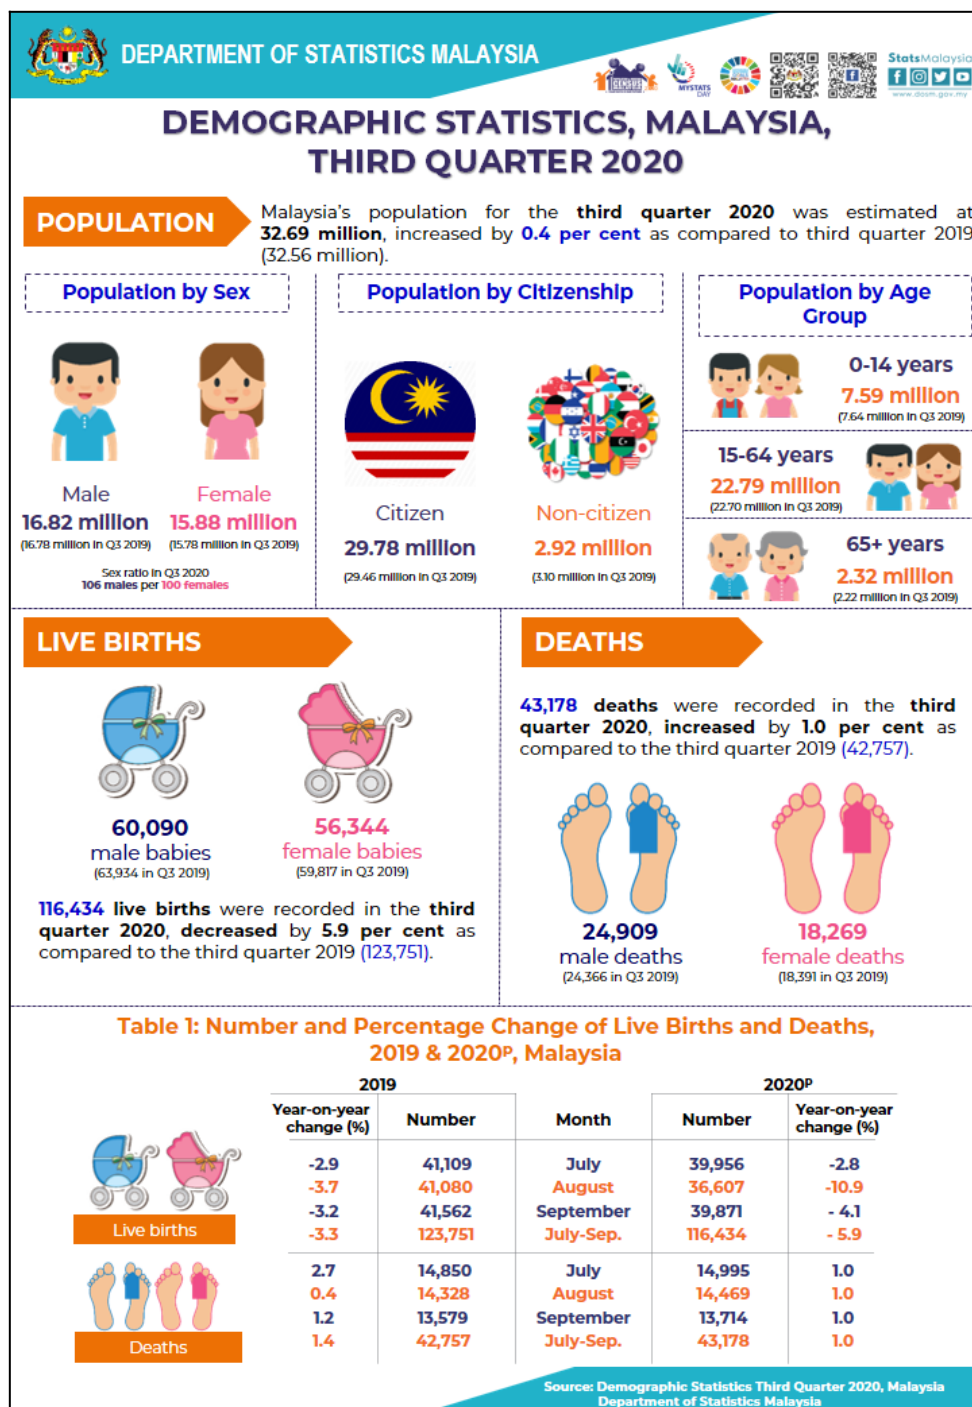 DEPARTMENT OF STATISTICS MALAYSIA
CENSUS
MYSTATS
DAY
StatsMalaysia
www.dosm.gov.my
DEMOGRAPHIC STATISTICS, MALAYSIA,
THIRD QUARTER 2020
POPULATION
Malaysia's population for the third quarter 2020 was estimated at
32.69 million, increased by 0.4 per cent as compared to third quarter 2019
(32.56 million).
Population by Sex
Male
16.82 million
(16.78 million in Q3 2019)
Female
15.88 million
(15.78 million in Q3 2019)
Sex ratio in Q3 2020
106 males per 100 females
Population by Citizenship
Citizen
29.78 million
(29.46 million in Q3 2019)
Non-citizen
2.92 million
(3.10 million in Q3 2019)
Population by Age
Group
0-14 years
7.59 million
(7.64 million in Q3 2019)
15-64 years
22.79 million
(22.70 million in Q3 2019)
65+ years
2.32 million
(2.22 million in Q3 2019)
LIVE BIRTHS
60,090
male babies
(63,934 in Q3 2019)
56,344
female babies
(59,817 in Q3 2019)
116,434 live births were recorded in the third
quarter 2020, decreased by 5.9 per cent as
compared to the third quarter 2019 (123,751).
DEATHS
43,178 deaths were recorded in the third
quarter 2020, increased by 1.0 per cent as
compared to the third quarter 2019 (42,757).
24,909
male deaths
(24,366 in Q3 2019)
18,269
female deaths
(18,391 in Q3 2019)
Table 1: Number and Percentage Change of Live Births and Deaths,
2019 & 2020ᵖ, Malaysia
2019 2020ᵖ
Year-on-year change (%) Number Month Number Year-on-year change (%)
Live births
-2.9 41,109 July 39,956 -2.8
-3.7 41,080 August 36,607 -10.9
-3.2 41,562 September 39,871 - 4.1
-3.3 123,751 July-Sep. 116,434 - 5.9
Deaths
2.7 14,850 July 14,995 1.0
0.4 14,328 August 14,469 1.0
1.2 13,579 September 13,714 1.0
1.4 42,757 July-Sep. 43,178 1.0
Source: Demographic Statistics Third Quarter 2020, Malaysia
Department of Statistics Malaysia